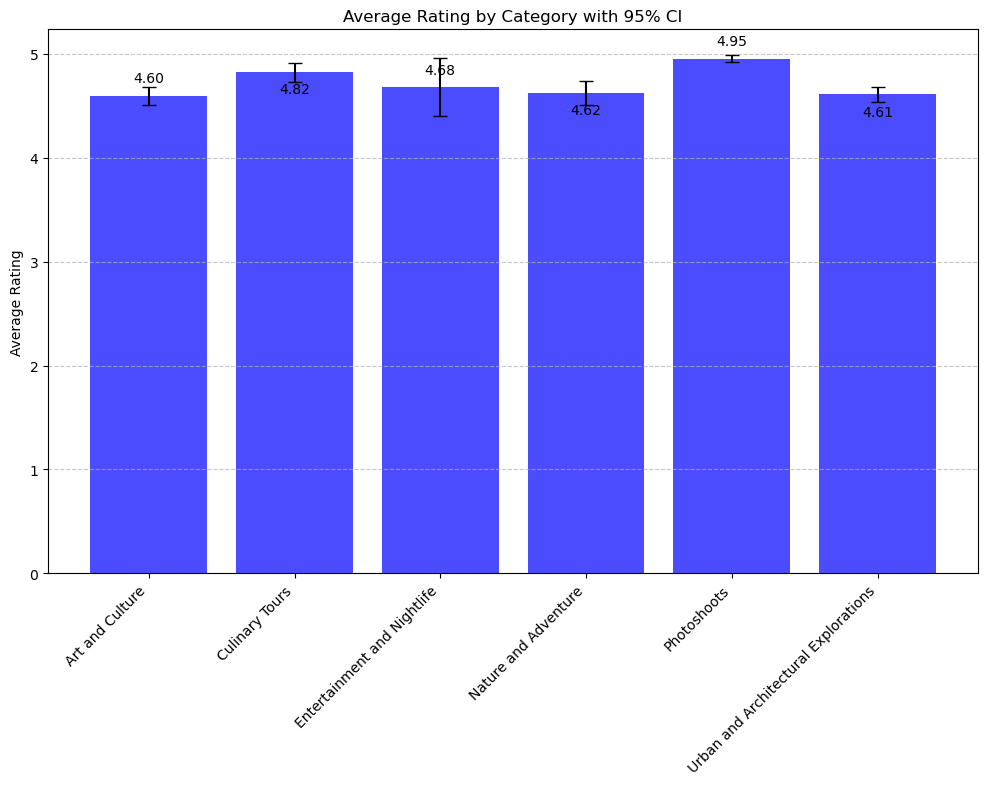 Average Rating by Category with 95% CI
Average Rating
5
4
3
2
1
0
4.60
4.82
4.68
4.62
4.95
4.61
Art and Culture
Culinary Tours
Entertainment and Nightlife
Nature and Adventure
Photoshoots
Urban and Architectural Explorations